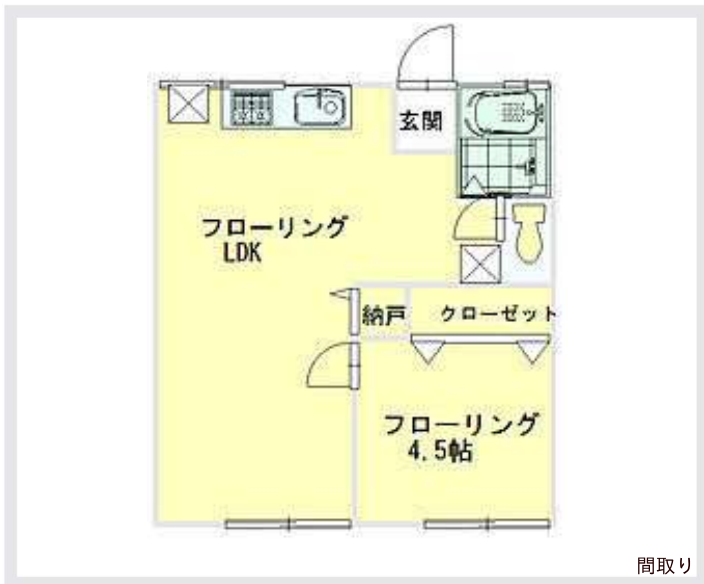 玄関
フローリング
LDK
納戸
クローゼット
フローリング
4.5帖
間取り